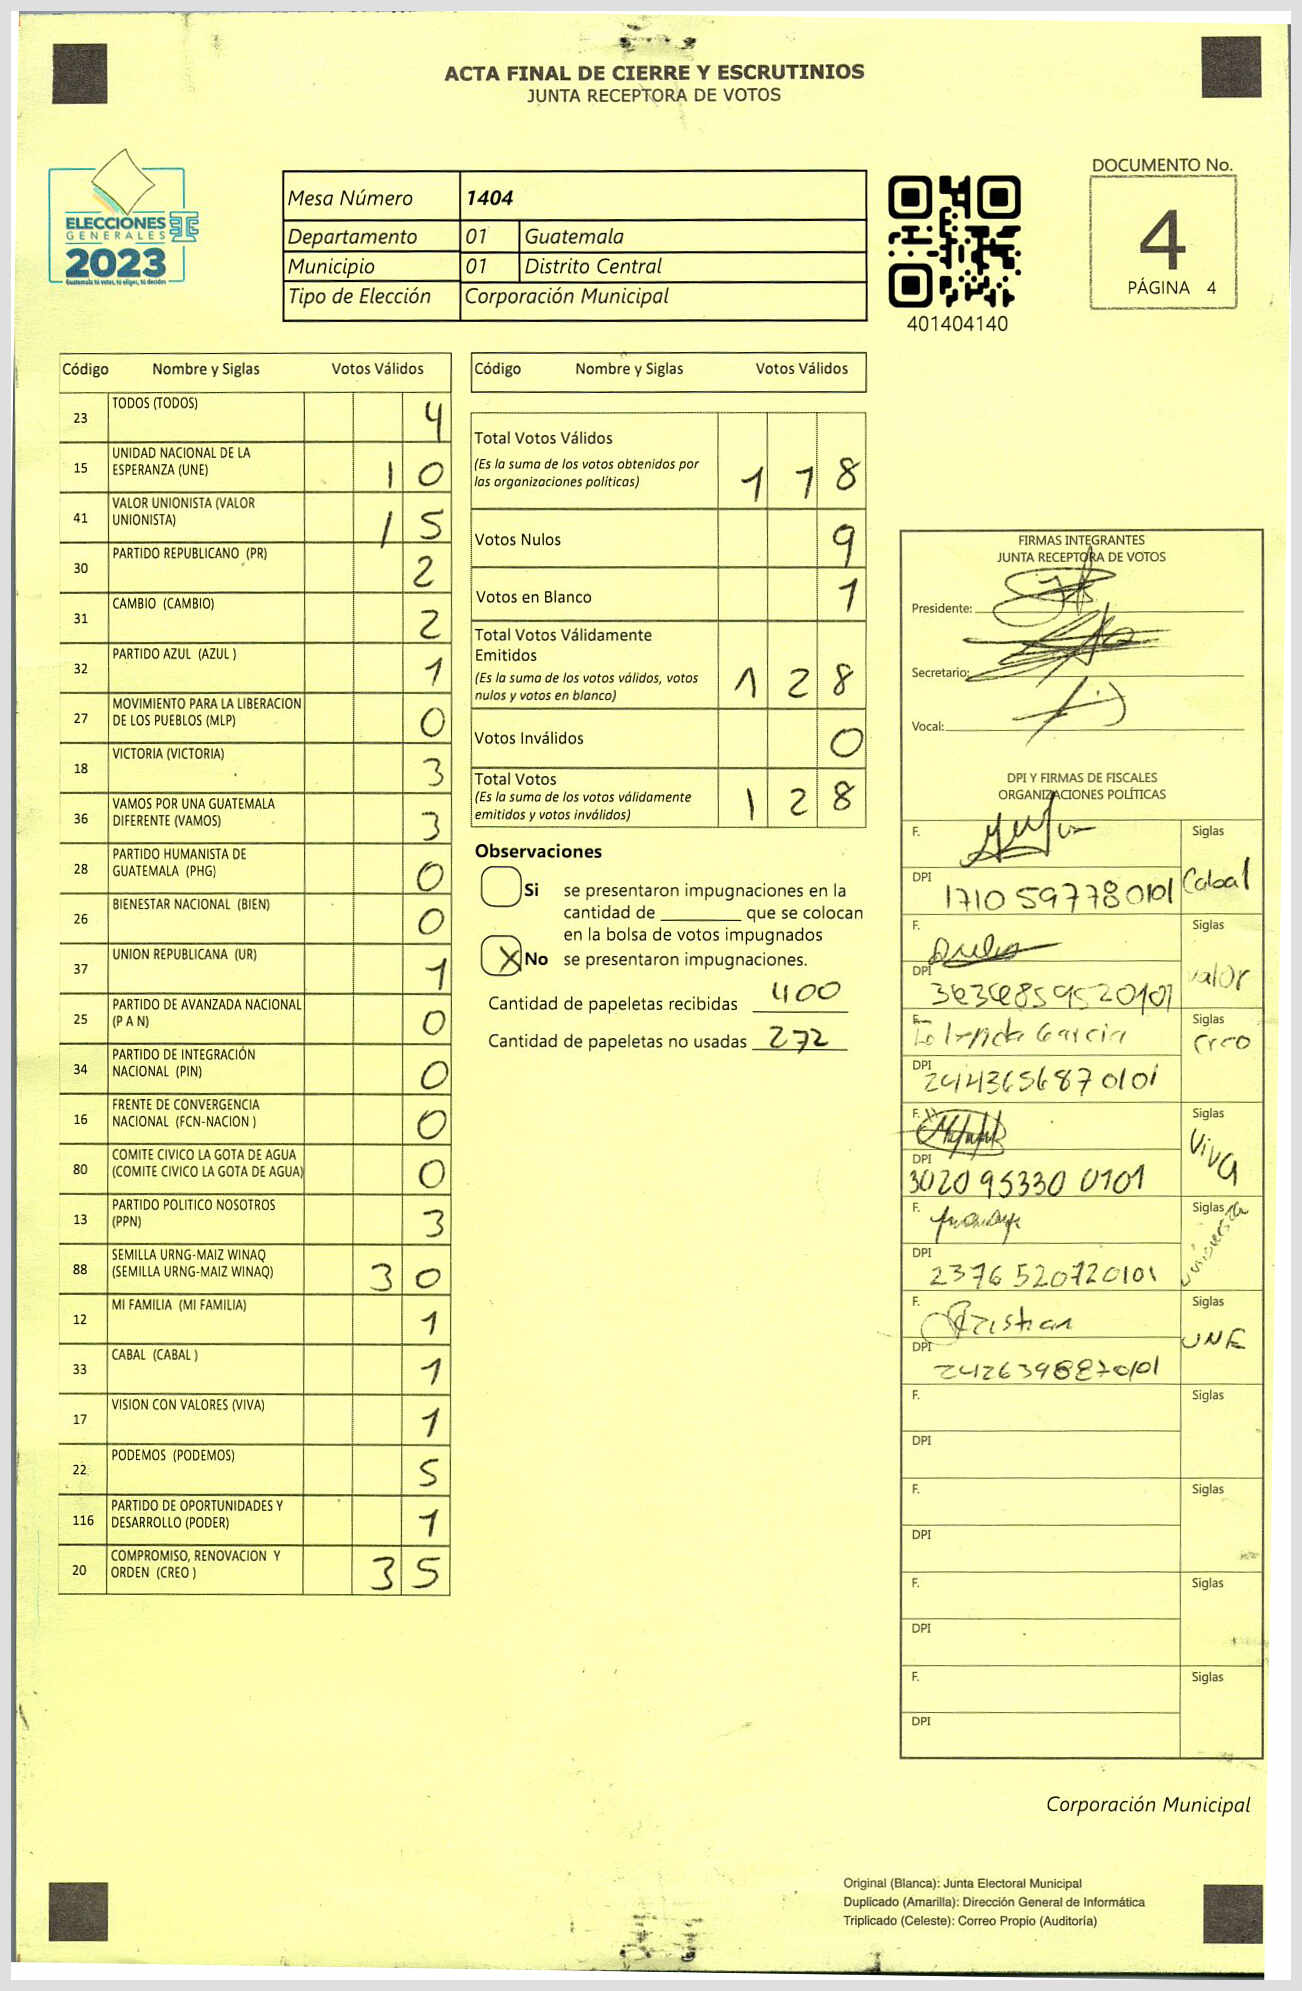 ACTA FINAL DE CIERRE Y ESCRUTINIOS
JUNTA RECEPTORA DE VOTOS
ELECCIONES
GENERALES
2023
Guatemala tú votes, tú eliges, tú decides
Mesa Número 1404
Departamento 01 Guatemala
Municipio 01 Distrito Central
Tipo de Elección Corporación Municipal
401404140
DOCUMENTO No.
4
PÁGINA 4
Código Nombre y Siglas Votos Válidos
23 TODOS (TODOS) 4
15 UNIDAD NACIONAL DE LA ESPERANZA (UNE) 10
41 VALOR UNIONISTA (VALOR UNIONISTA) 15
30 PARTIDO REPUBLICANO (PR) 2
31 CAMBIO (CAMBIO) 2
32 PARTIDO AZUL (AZUL ) 1
27 MOVIMIENTO PARA LA LIBERACION DE LOS PUEBLOS (MLP) 0
18 VICTORIA (VICTORIA) 3
36 VAMOS POR UNA GUATEMALA DIFERENTE (VAMOS) 3
28 PARTIDO HUMANISTA DE GUATEMALA (PHG) 0
26 BIENESTAR NACIONAL (BIEN) 0
37 UNION REPUBLICANA (UR) 1
25 PARTIDO DE AVANZADA NACIONAL (P A N) 0
34 PARTIDO DE INTEGRACIÓN NACIONAL (PIN) 0
16 FRENTE DE CONVERGENCIA NACIONAL (FCN-NACION ) 0
80 COMITE CIVICO LA GOTA DE AGUA (COMITE CIVICO LA GOTA DE AGUA) 0
13 PARTIDO POLITICO NOSOTROS (PPN) 3
88 SEMILLA URNG-MAIZ WINAQ (SEMILLA URNG-MAIZ WINAQ) 30
12 MI FAMILIA (MI FAMILIA) 1
33 CABAL (CABAL ) 1
17 VISION CON VALORES (VIVA) 1
22 PODEMOS (PODEMOS) 5
116 PARTIDO DE OPORTUNIDADES Y DESARROLLO (PODER) 1
20 COMPROMISO, RENOVACION Y ORDEN (CREO ) 35
Código Nombre y Siglas Votos Válidos
Total Votos Válidos 118
(Es la suma de los votos obtenidos por
las organizaciones políticas)
Votos Nulos 9
Votos en Blanco 1
Total Votos Válidamente
Emitidos 128
(Es la suma de los votos válidos, votos
nulos y votos en blanco)
Votos Inválidos 0
Total Votos 128
(Es la suma de los votos válidamente
emitidos y votos inválidos)
Observaciones
Si se presentaron impugnaciones en la
cantidad de ________ que se colocan
en la bolsa de votos impugnados
X No se presentaron impugnaciones.
Cantidad de papeletas recibidas 400
Cantidad de papeletas no usadas 272
FIRMAS INTEGRANTES
JUNTA RECEPTORA DE VOTOS
Presidente:
Secretario:
Vocal:
DPI Y FIRMAS DE FISCALES
ORGANIZACIONES POLÍTICAS
F. Siglas
DPI 1710 59778 0101 Cabal
F. Siglas
DPI valor
F. Garcia Siglas
DPI 2414365687 0101 Creo
F. Siglas
DPI 3020 95330 0101 VIVA
F. Siglas
DPI 2376 520720101
F. Siglas
DPI 2426398870101 UNE
F. Siglas
DPI
F. Siglas
DPI
F. Siglas
DPI
F. Siglas
DPI
Corporación Municipal
Original (Blanca): Junta Electoral Municipal
Duplicado (Amarilla): Dirección General de Informática
Triplicado (Celeste): Correo Propio (Auditoría)